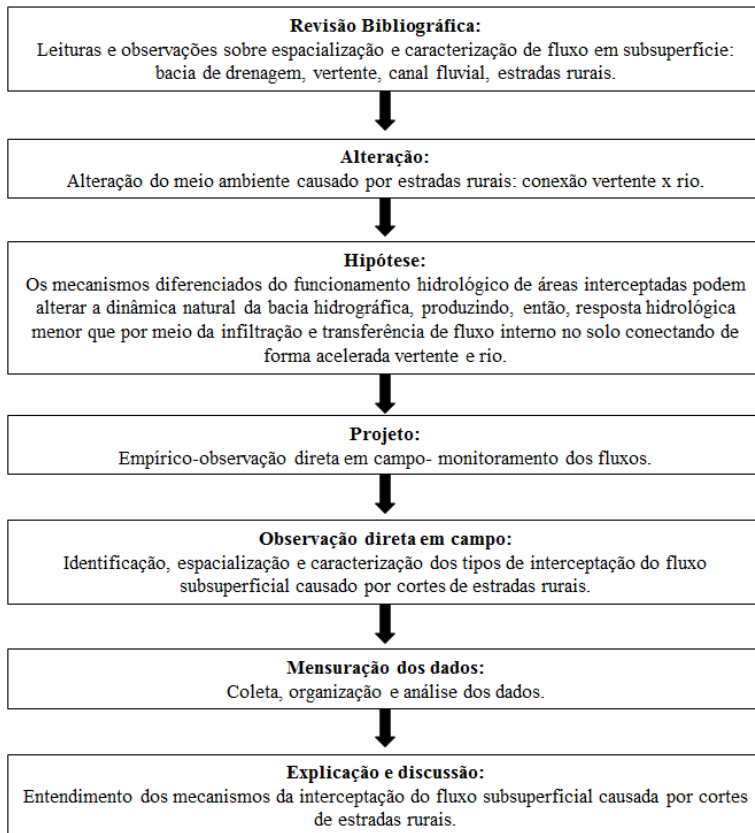 Revisão Bibliográfica:
Leituras e observações sobre espacialização e caracterização de fluxo em subsuperfície:
bacia de drenagem, vertente, canal fluvial, estradas rurais.
Alteração:
Alteração do meio ambiente causado por estradas rurais: conexão vertente x rio.
Hipótese:
Os mecanismos diferenciados do funcionamento hidrológico de áreas interceptadas podem
alterar a dinâmica natural da bacia hidrográfica, produzindo, então, resposta hidrológica
menor que por meio da infiltração e transferência de fluxo interno no solo conectando de
forma acelerada vertente e rio.
Projeto:
Empírico-observação direta em campo- monitoramento dos fluxos.
Observação direta em campo:
Identificação, espacialização e caracterização dos tipos de interceptação do fluxo
subsuperficial causado por cortes de estradas rurais.
Mensuração dos dados:
Coleta, organização e análise dos dados.
Explicação e discussão:
Entendimento dos mecanismos da interceptação do fluxo subsuperficial causada por cortes
de estradas rurais.